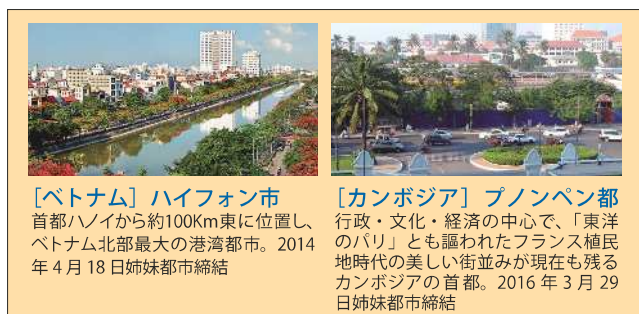 ［ベトナム］ハイフォン市
首都ハノイから約100Km東に位置し、
ベトナム北部最大の港湾都市。2014
年４月18日姉妹都市締結
［カンボジア］プノンペン都
行政・文化・経済の中心で、「東洋
のパリ」とも謳われたフランス植民
地時代の美しい街並みが現在も残る
カンボジアの首都。2016年３月29
日姉妹都市締結